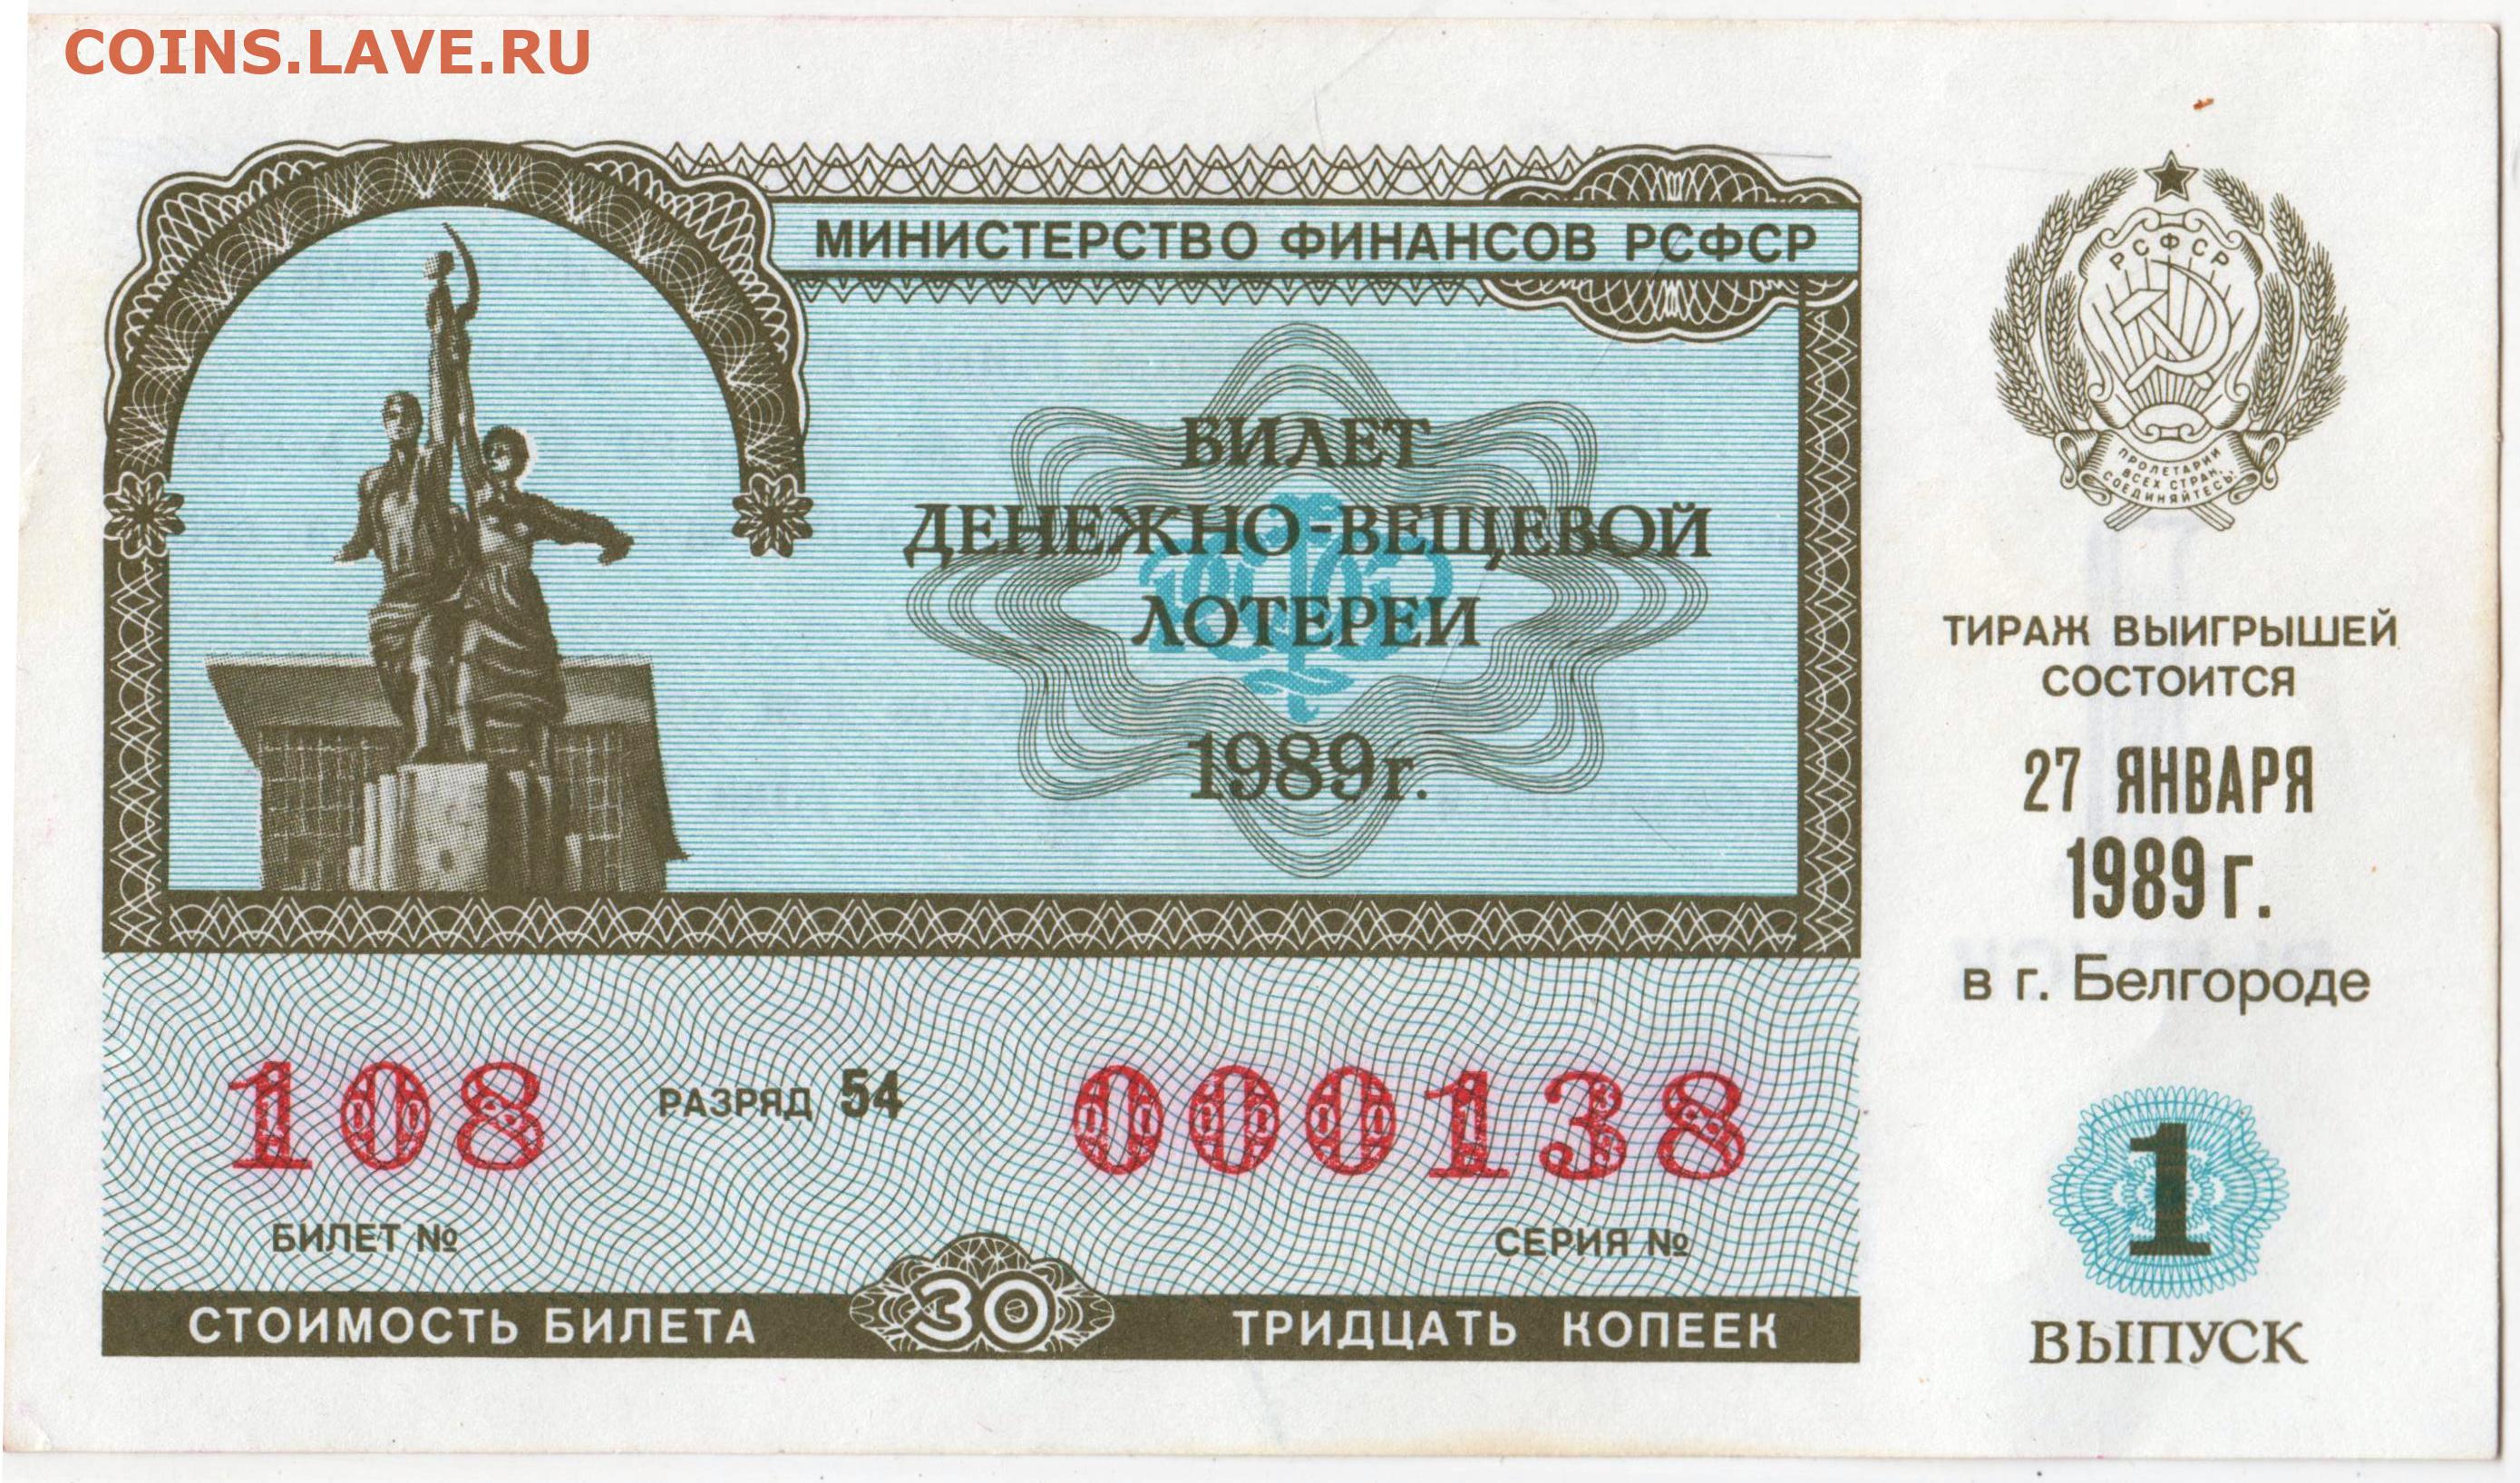 COINS.LAVE.RU
МИНИСТЕРСТВО ФИНАНСОВ РСФСР
БИЛЕТ
ДЕНЕЖНО-ВЕЩЕВОЙ
ЛОТЕРЕИ
1989г.
РСФСР
ПРОЛЕТАРИИ
ВСЕХ СТРАН,
СОЕДИНЯЙТЕСЬ!
ТИРАЖ ВЫИГРЫШЕЙ
СОСТОИТСЯ
27 ЯНВАРЯ
1989 г.
в г. Белгороде
108 РАЗРЯД 54 000138
БИЛЕТ № СЕРИЯ №
СТОИМОСТЬ БИЛЕТА 30 ТРИДЦАТЬ КОПЕЕК
1
ВЫПУСК